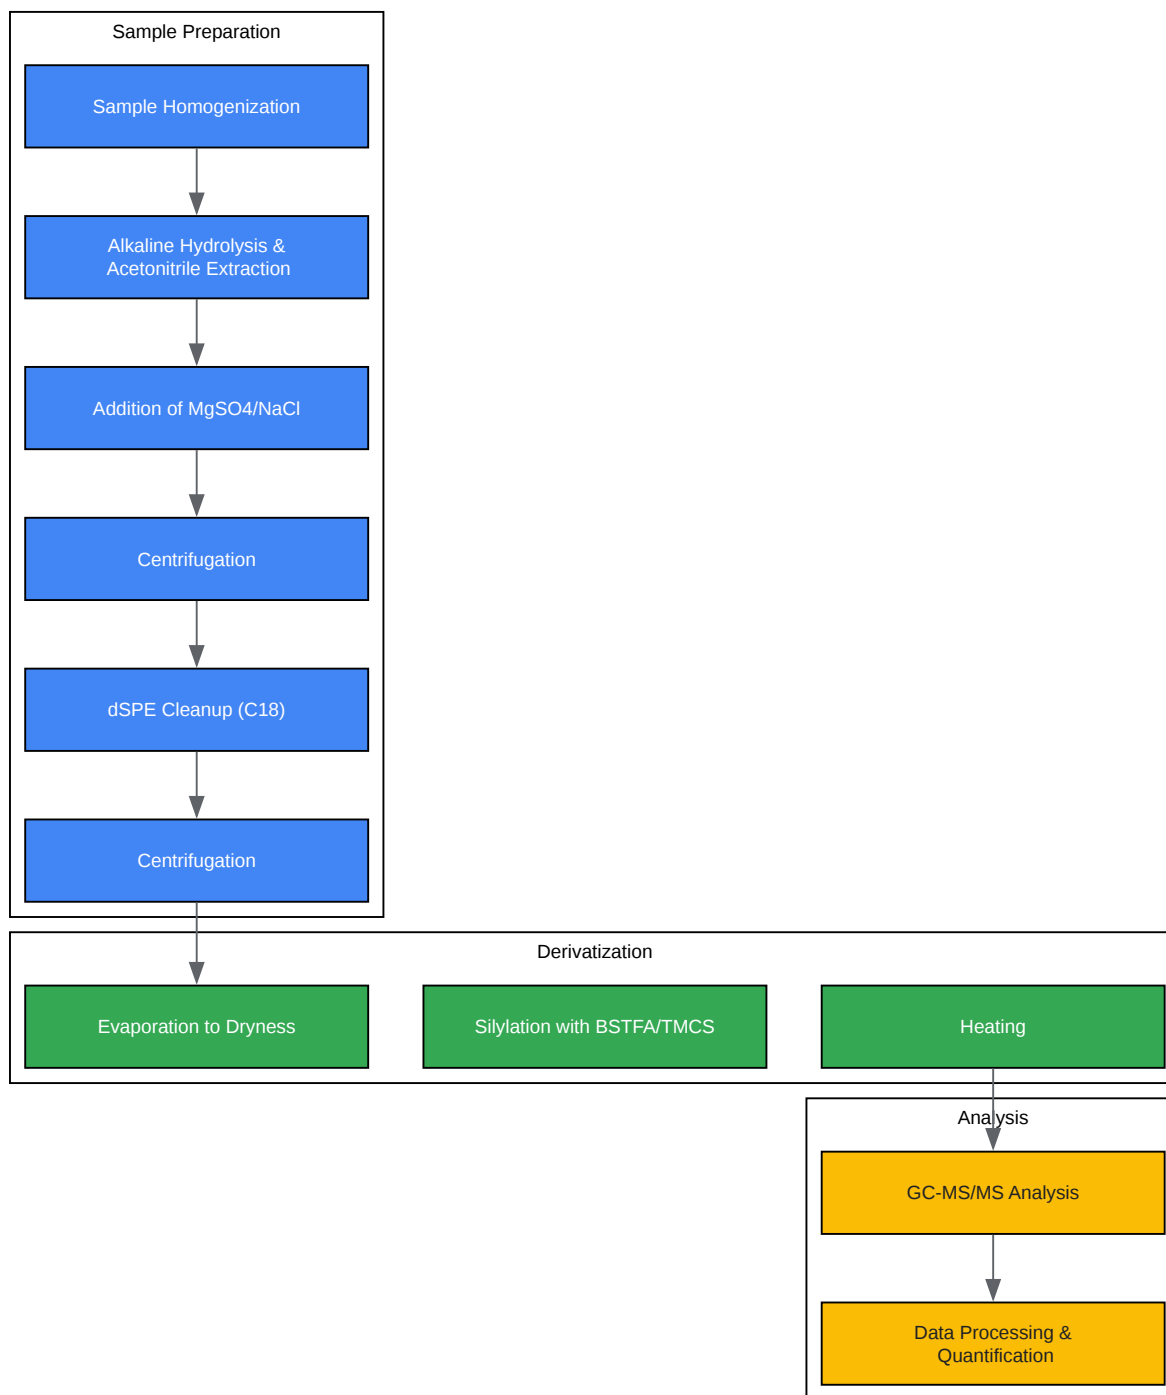 Sample Preparation
Sample Homogenization
Alkaline Hydrolysis &
Acetonitrile Extraction
Addition of MgSO4/NaCl
Centrifugation
dSPE Cleanup (C18)
Centrifugation
Derivatization
Evaporation to Dryness
Silylation with BSTFA/TMCS
Heating
Analysis
GC-MS/MS Analysis
Data Processing &
Quantification